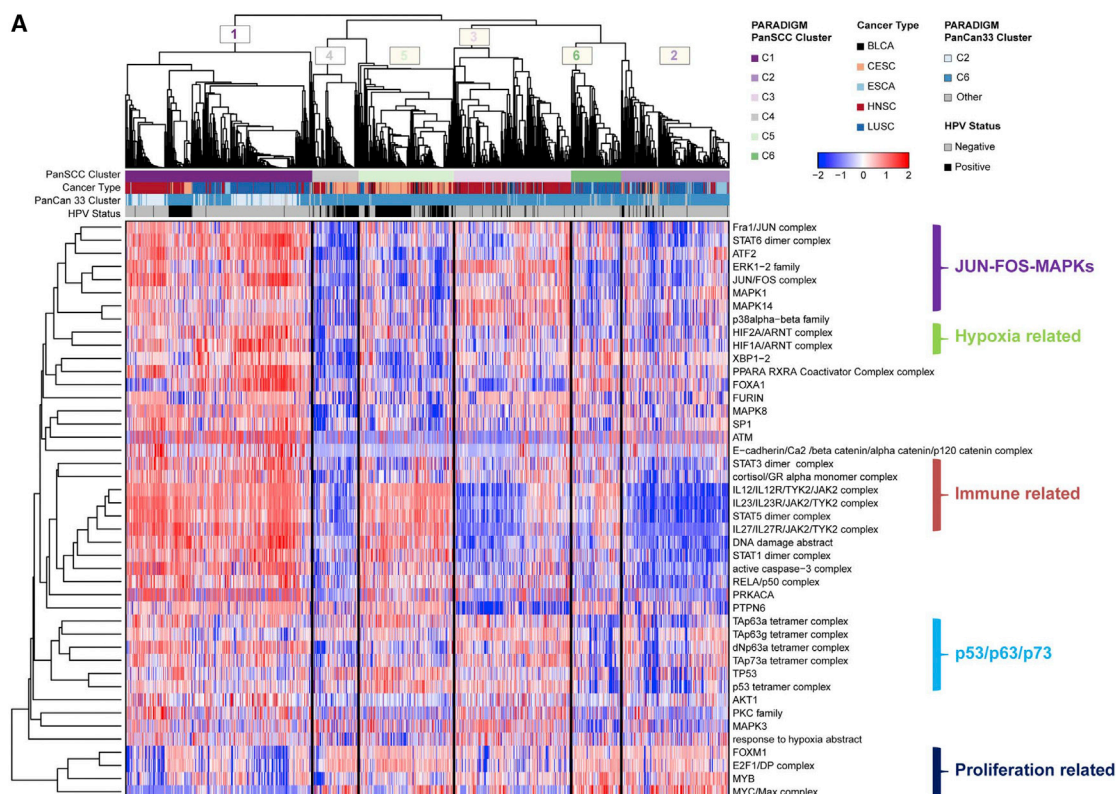 A
1
4
5
3
6
2
PARADIGM
PanSCC Cluster
C1
C2
C3
C4
C5
C6
Cancer Type
BLCA
CESC
ESCA
HNSC
LUSC
PARADIGM
PanCan33 Cluster
C2
C6
Other
HPV Status
Negative
Positive
−2 −1 0 1 2
PanSCC Cluster
Cancer Type
PanCan 33 Cluster
HPV Status
Fra1/JUN complex
STAT6 dimer complex
ATF2
ERK1−2 family
JUN/FOS complex
MAPK1
MAPK14
p38alpha−beta family
HIF2A/ARNT complex
HIF1A/ARNT complex
XBP1−2
PPARA RXRA Coactivator Complex complex
FOXA1
FURIN
MAPK8
SP1
ATM
E−cadherin/Ca2 /beta catenin/alpha catenin/p120 catenin complex
STAT3 dimer complex
cortisol/GR alpha monomer complex
IL12/IL12R/TYK2/JAK2 complex
IL23/IL23R/JAK2/TYK2 complex
STAT5 dimer complex
IL27/IL27R/JAK2/TYK2 complex
DNA damage abstract
STAT1 dimer complex
active caspase−3 complex
RELA/p50 complex
PRKACA
PTPN6
TAp63a tetramer complex
TAp63g tetramer complex
dNp63a tetramer complex
TAp73a tetramer complex
TP53
p53 tetramer complex
AKT1
PKC family
MAPK3
response to hypoxia abstract
FOXM1
E2F1/DP complex
MYB
MYC/Max complex
JUN-FOS-MAPKs
Hypoxia related
Immune related
p53/p63/p73
Proliferation related